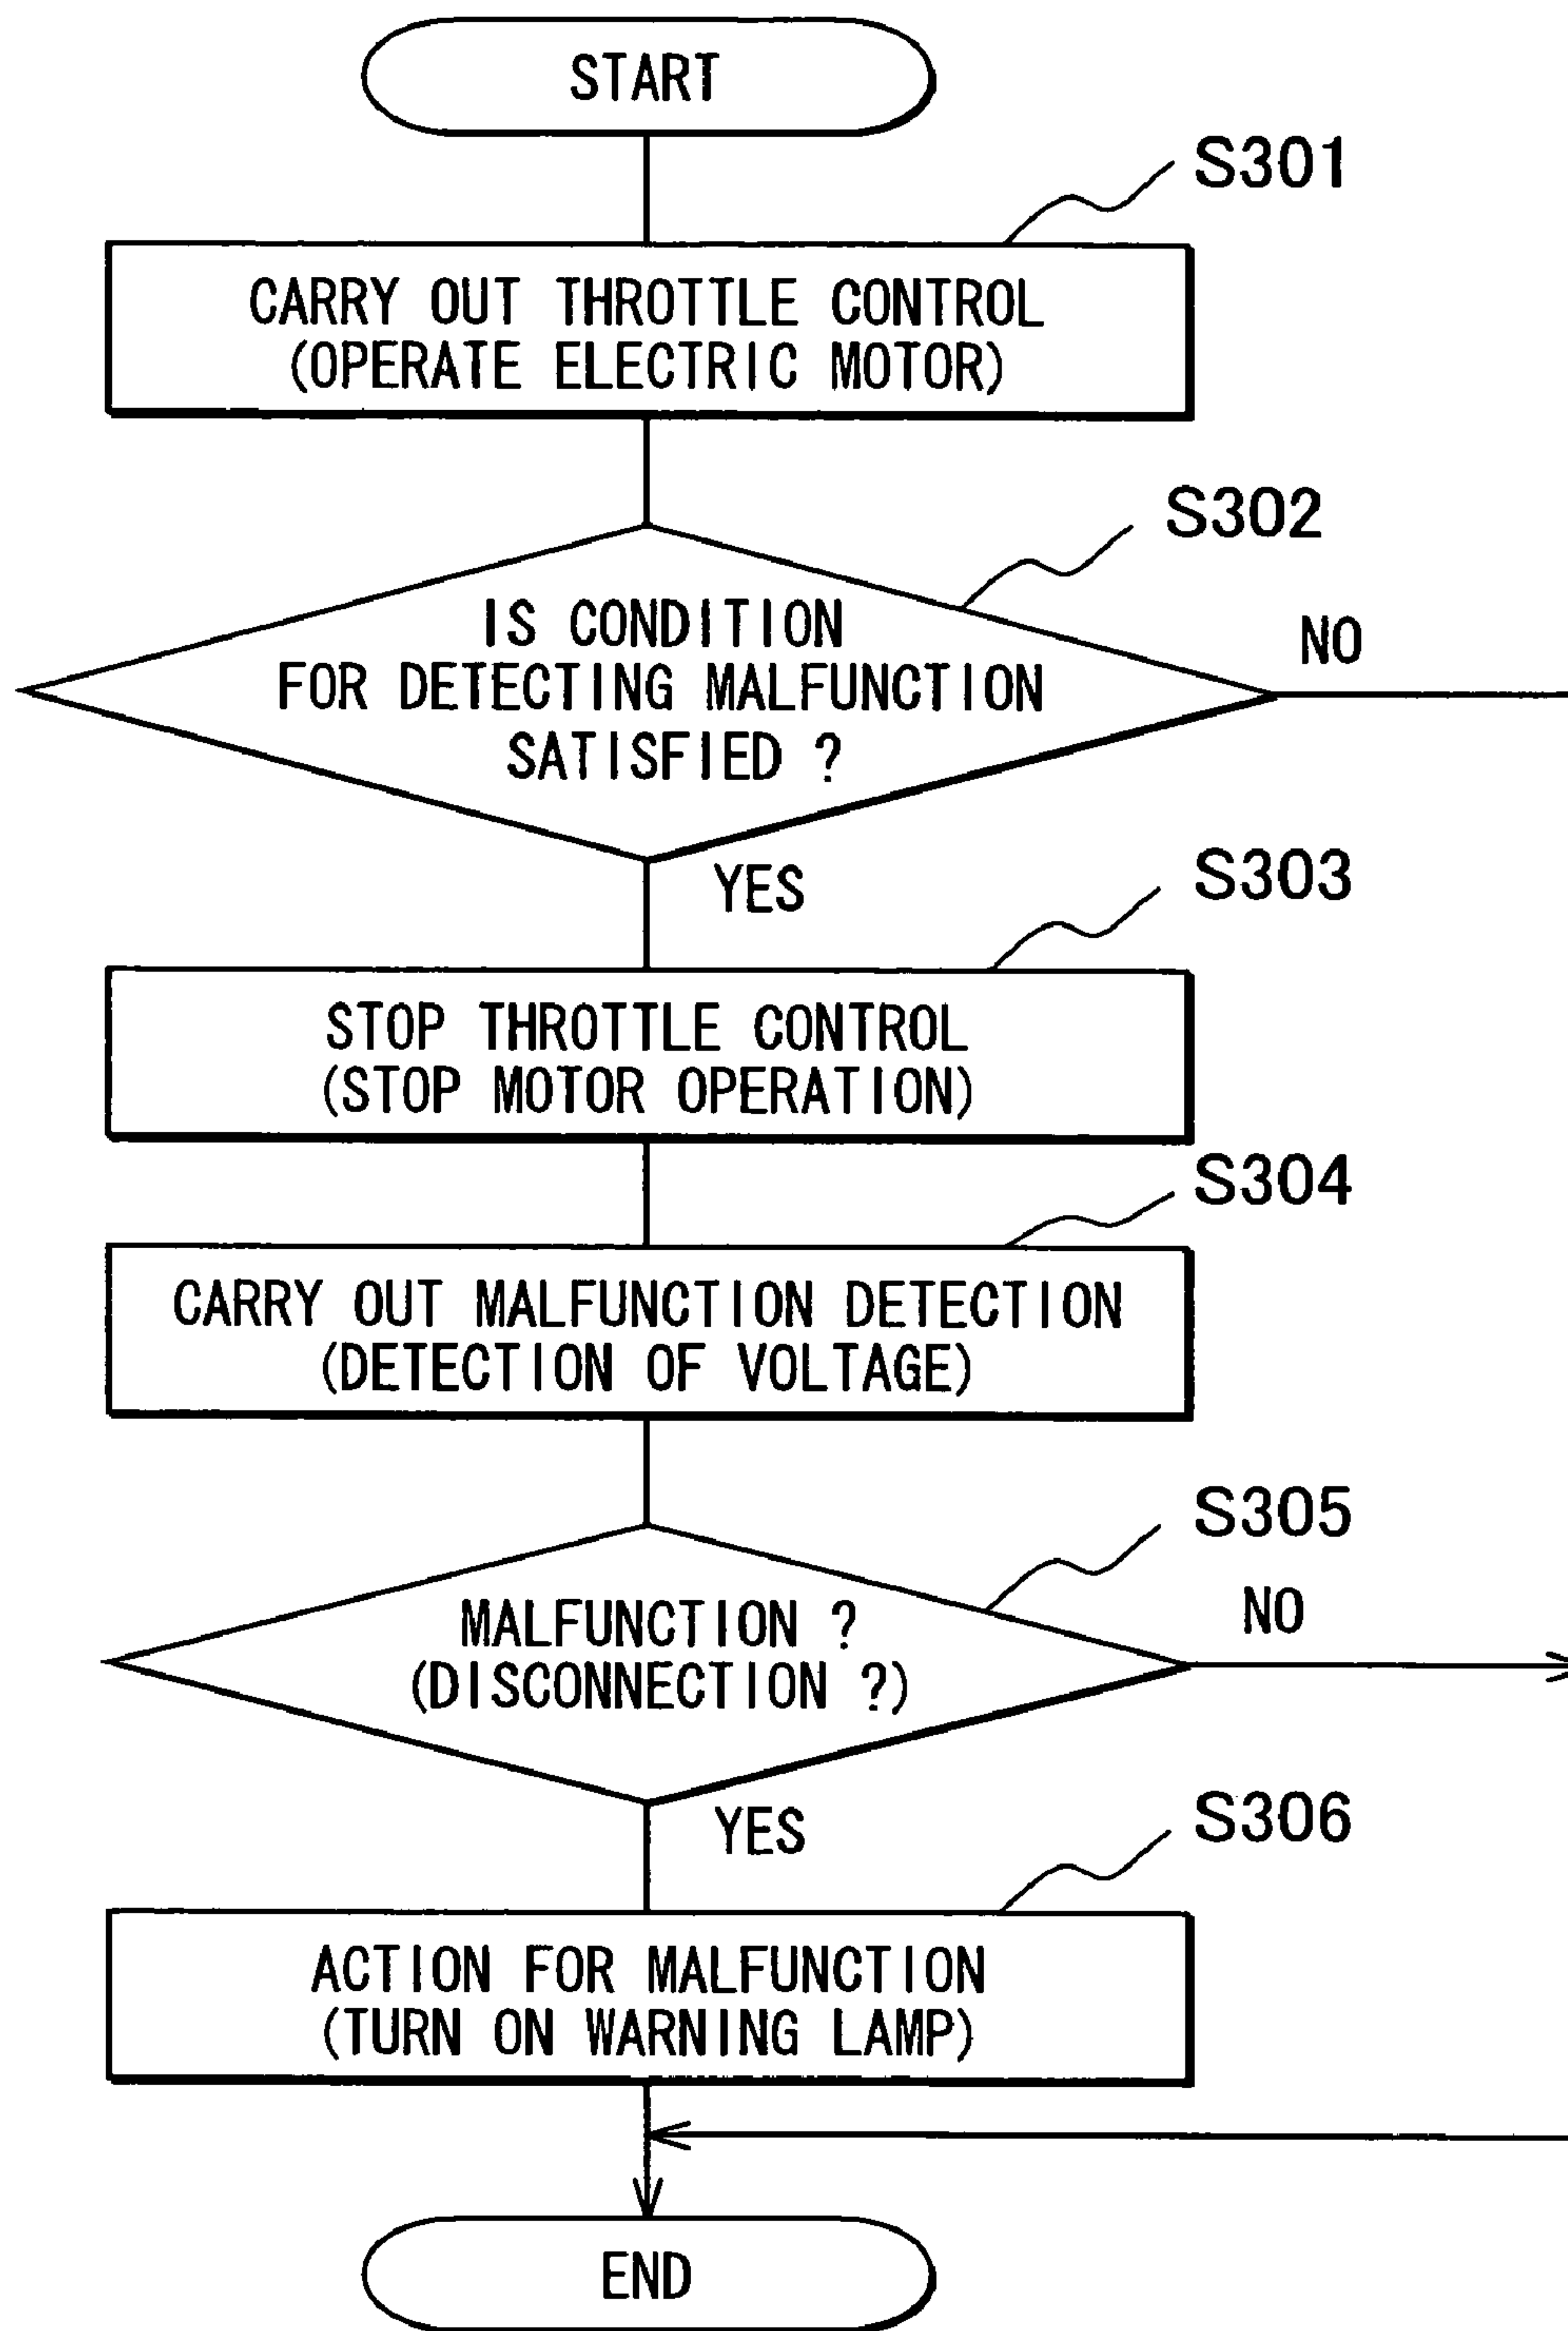 START
S301
CARRY OUT THROTTLE CONTROL
(OPERATE ELECTRIC MOTOR)
S302
IS CONDITION
FOR DETECTING MALFUNCTION
SATISFIED ?
NO
YES
S303
STOP THROTTLE CONTROL
(STOP MOTOR OPERATION)
S304
CARRY OUT MALFUNCTION DETECTION
(DETECTION OF VOLTAGE)
S305
MALFUNCTION ?
(DISCONNECTION ?)
NO
YES
S306
ACTION FOR MALFUNCTION
(TURN ON WARNING LAMP)
END